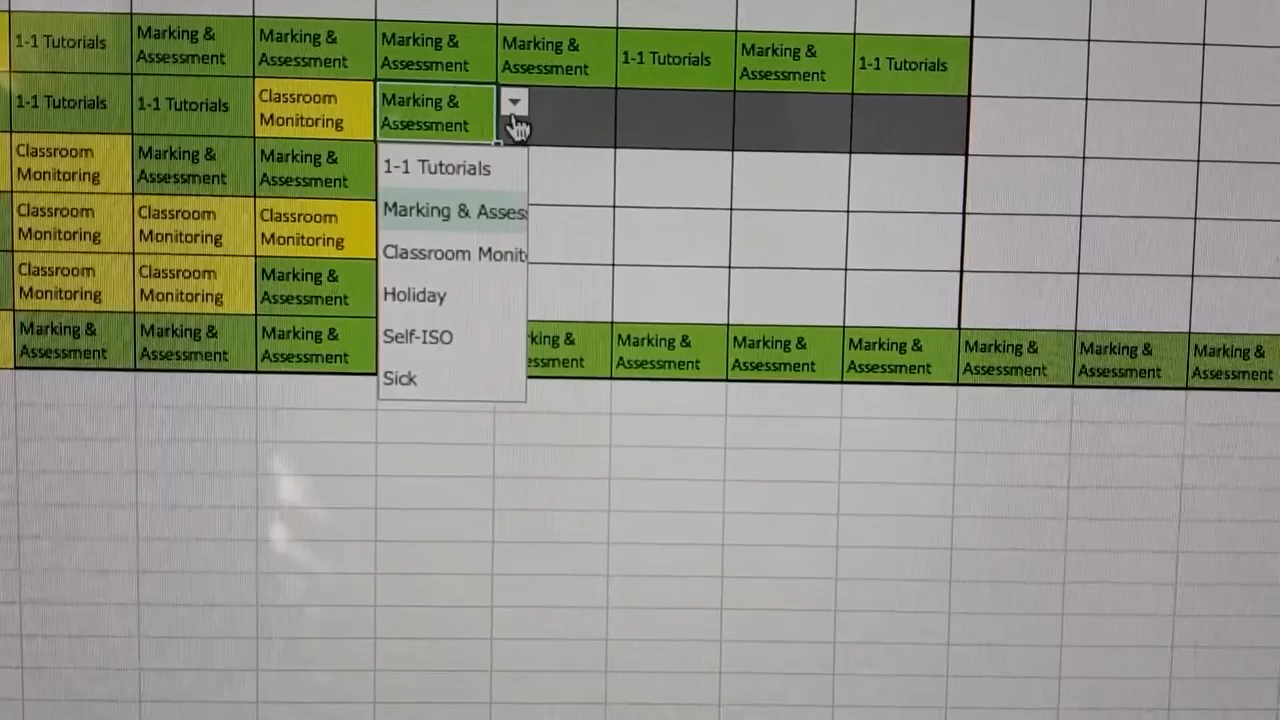 1-1 Tutorials
Marking &
Assessment
Marking &
Assessment
Marking &
Assessment
Marking &
Assessment
1-1 Tutorials
Marking &
Assessment
1-1 Tutorials
1-1 Tutorials
1-1 Tutorials
Classroom
Monitoring
Marking &
Assessment
Classroom
Monitoring
Marking &
Assessment
Marking &
Assessment
Classroom
Monitoring
Classroom
Monitoring
Classroom
Monitoring
Classroom
Monitoring
Classroom
Monitoring
Marking &
Assessment
Marking &
Assessment
Marking &
Assessment
Marking &
Assessment
1-1 Tutorials
Marking & Asses
Classroom Monit
Holiday
Self-ISO
Sick
rking &
essment
Marking &
Assessment
Marking &
Assessment
Marking &
Assessment
Marking &
Assessment
Marking &
Assessment
Marking &
Assessment